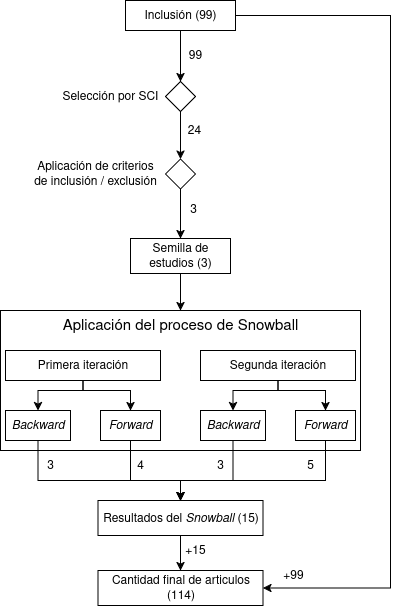 Inclusión (99)
99
Selección por SCI
24
Aplicación de criterios
de inclusión / exclusión
3
Semilla de
estudios (3)
Aplicación del proceso de Snowball
Primera iteración
Segunda iteración
Backward
Forward
Backward
Forward
3
4
3
5
Resultados del Snowball (15)
+15
+99
Cantidad final de articulos
(114)